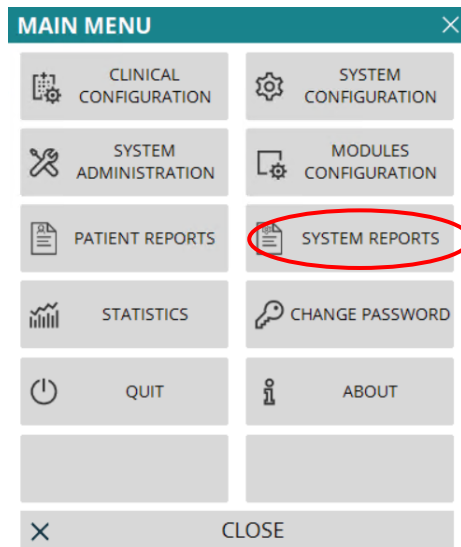 MAIN MENU
CLINICAL
CONFIGURATION
SYSTEM
CONFIGURATION
SYSTEM
ADMINISTRATION
MODULES
CONFIGURATION
PATIENT REPORTS
SYSTEM REPORTS
STATISTICS
CHANGE PASSWORD
QUIT
ABOUT
CLOSE